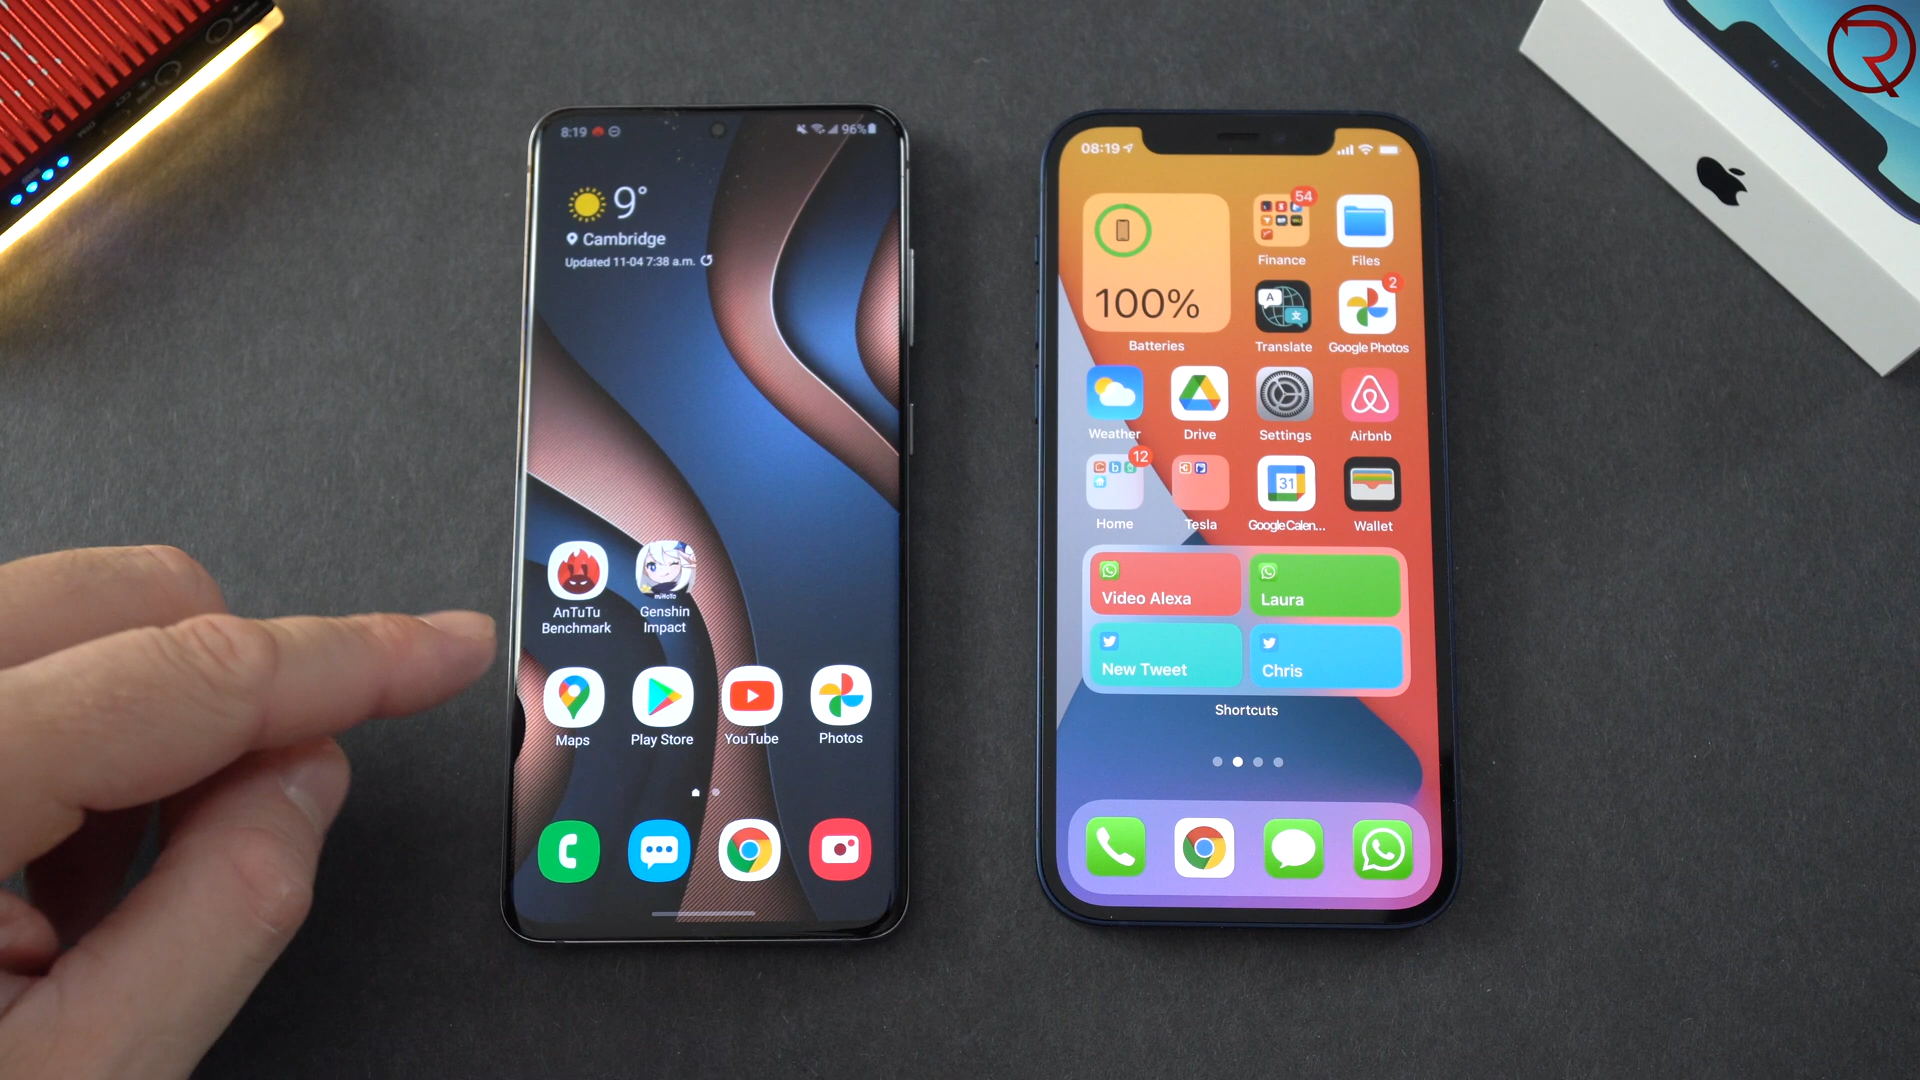 8:19
96%
9°
Cambridge
Updated 11-04 7:38 a.m.
AnTuTu
Benchmark
Genshin
Impact
Maps
Play Store
YouTube
Photos
08:19
100%
Batteries
54
Finance
Files
Translate
2
Google Photos
Weather
Drive
Settings
Airbnb
12
Home
Tesla
31
Google Calen...
Wallet
Video Alexa
Laura
New Tweet
Chris
Shortcuts